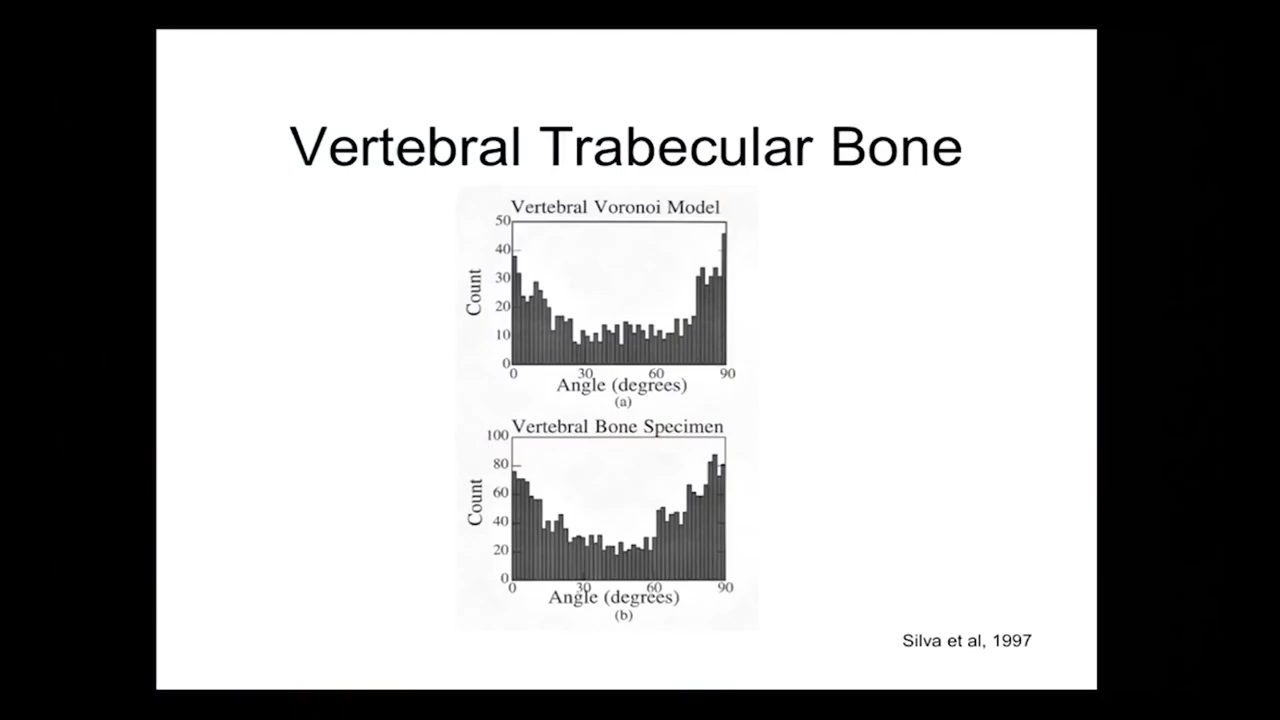 Vertebral Trabecular Bone
Vertebral Voronoi Model
50
40
30
20
10
0
Count
0 30 60 90
Angle (degrees)
(a)
Vertebral Bone Specimen
100
80
60
40
20
0
Count
0 30 60 90
Angle (degrees)
(b)
Silva et al, 1997